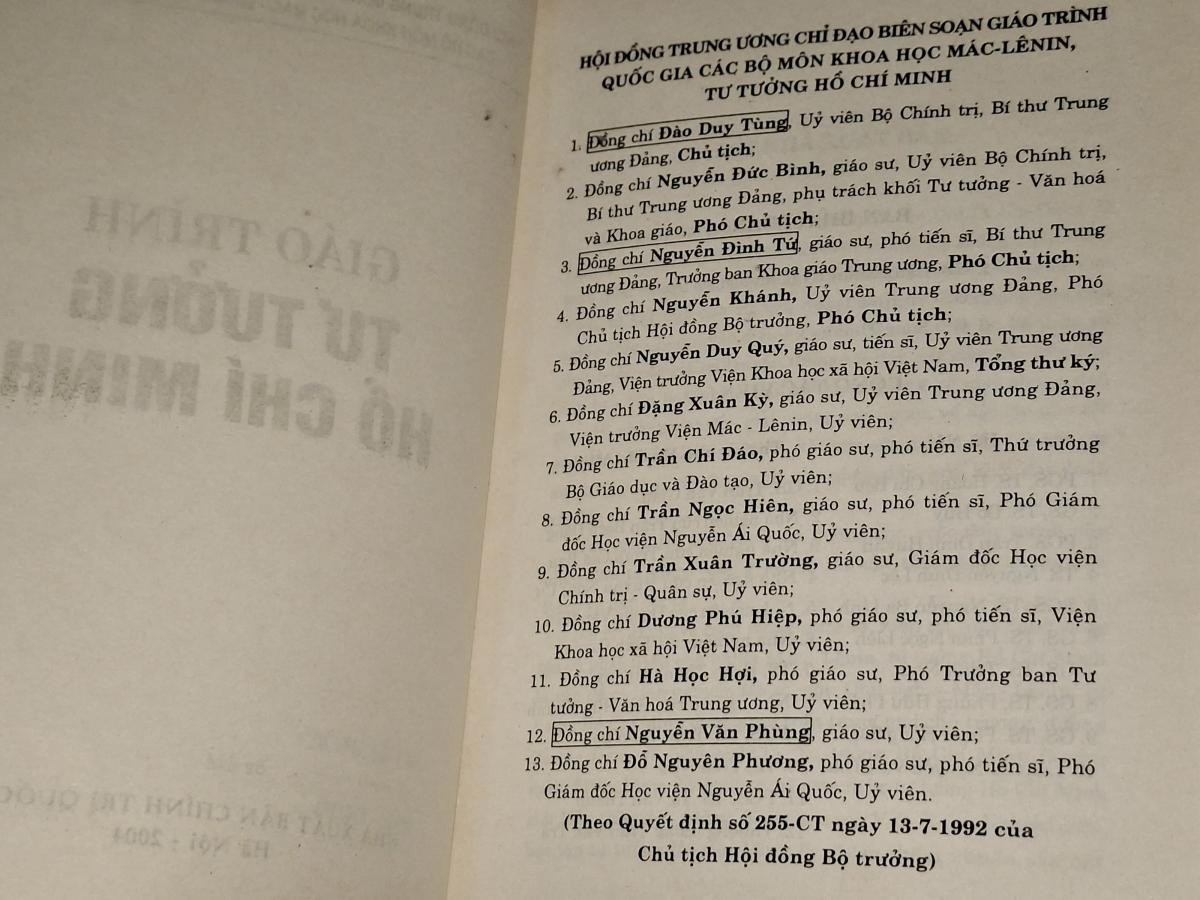 HỘI ĐỒNG TRUNG ƯƠNG CHỈ ĐẠO BIÊN SOẠN GIÁO TRÌNH
QUỐC GIA CÁC BỘ MÔN KHOA HỌC MÁC-LÊNIN,
TƯ TƯỞNG HỒ CHÍ MINH
1. Đồng chí Đào Duy Tùng, Uỷ viên Bộ Chính trị, Bí thư Trung
ương Đảng, Chủ tịch;
2. Đồng chí Nguyễn Đức Bình, giáo sư, Uỷ viên Bộ Chính trị,
Bí thư Trung ương Đảng, phụ trách khối Tư tưởng - Văn hoá
và Khoa giáo, Phó Chủ tịch;
3. Đồng chí Nguyễn Đình Tứ, giáo sư, phó tiến sĩ, Bí thư Trung
ương Đảng, Trưởng ban Khoa giáo Trung ương, Phó Chủ tịch;
4. Đồng chí Nguyễn Khánh, Uỷ viên Trung ương Đảng, Phó
Chủ tịch Hội đồng Bộ trưởng, Phó Chủ tịch;
5. Đồng chí Nguyễn Duy Quý, giáo sư, tiến sĩ, Uỷ viên Trung ương
Đảng, Viện trưởng Viện Khoa học xã hội Việt Nam, Tổng thư ký;
6. Đồng chí Đặng Xuân Kỳ, giáo sư, Uỷ viên Trung ương Đảng,
Viện trưởng Viện Mác - Lênin, Uỷ viên;
7. Đồng chí Trần Chí Đáo, phó giáo sư, phó tiến sĩ, Thứ trưởng
Bộ Giáo dục và Đào tạo, Uỷ viên;
8. Đồng chí Trần Ngọc Hiên, giáo sư, phó tiến sĩ, Phó Giám
đốc Học viện Nguyễn Ái Quốc, Uỷ viên;
9. Đồng chí Trần Xuân Trường, giáo sư, Giám đốc Học viện
Chính trị - Quân sự, Uỷ viên;
10. Đồng chí Dương Phú Hiệp, phó giáo sư, phó tiến sĩ, Viện
Khoa học xã hội Việt Nam, Uỷ viên;
11. Đồng chí Hà Học Hợi, phó giáo sư, Phó Trưởng ban Tư
tưởng - Văn hoá Trung ương, Uỷ viên;
12. Đồng chí Nguyễn Văn Phùng, giáo sư, Uỷ viên;
13. Đồng chí Đỗ Nguyên Phương, phó giáo sư, phó tiến sĩ, Phó
Giám đốc Học viện Nguyễn Ái Quốc, Uỷ viên.
(Theo Quyết định số 255-CT ngày 13-7-1992 của
Chủ tịch Hội đồng Bộ trưởng)
GIÁO TRÌNH
TƯ TƯỞNG
HỒ CHÍ MINH
XUẤT BẢN CHÍNH TRỊ QUỐC
Hà Nội - 2004